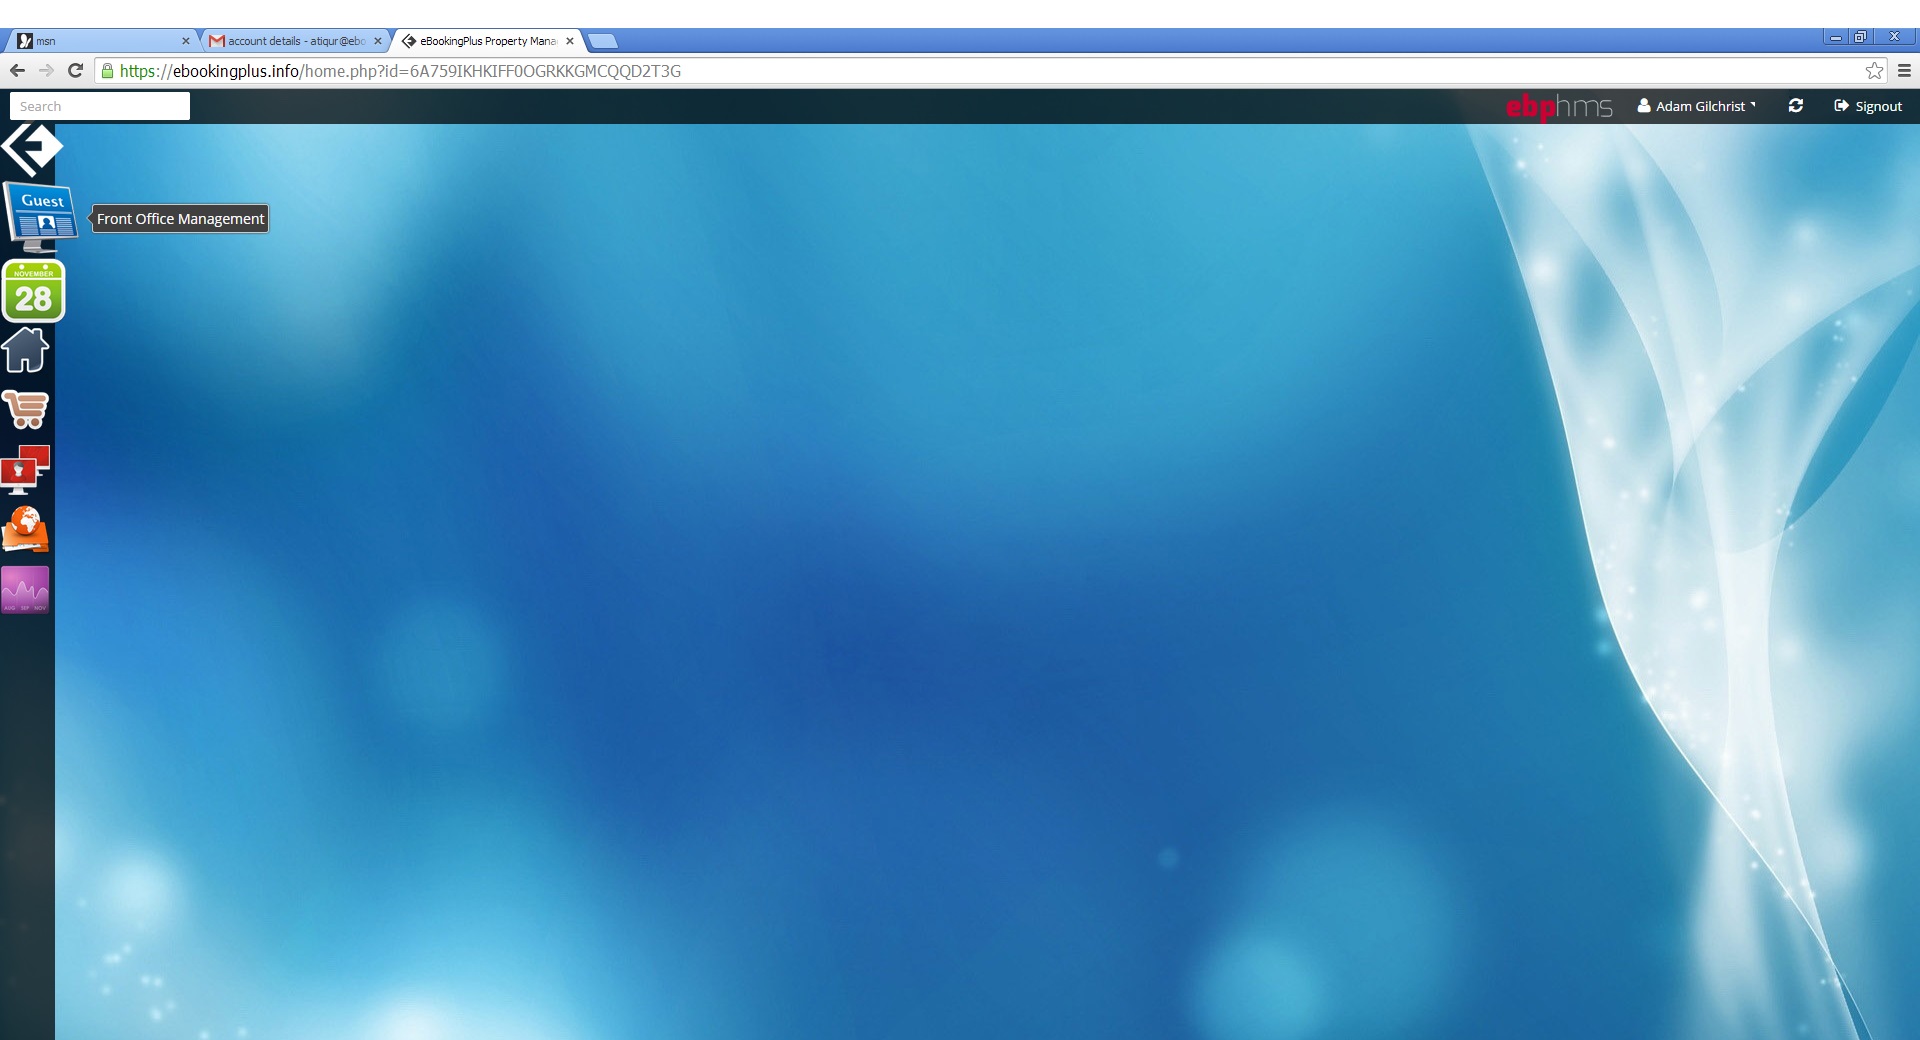 msn
account details - atiqur@ebo
eBookingPlus Property Mana
https://ebookingplus.info/home.php?id=6A759IKHKIFF0OGRKKGMCQQD2T3G
Search
ebphms
Adam Gilchrist
Signout
Guest
Front Office Management
NOVEMBER
28
AUG SEP NOV